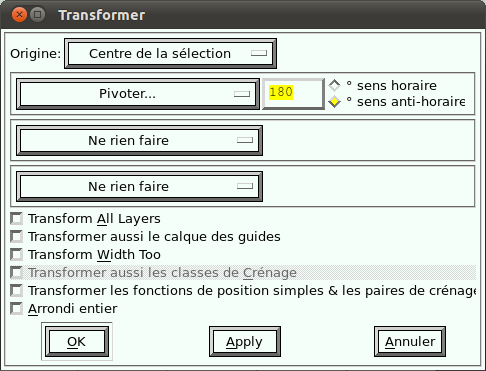 Transformer
Origine: Centre de la sélection
Pivoter... 180 ° sens horaire
° sens anti-horaire
Ne rien faire
Ne rien faire
Transform All Layers
Transformer aussi le calque des guides
Transform Width Too
Transformer aussi les classes de Crénage
Transformer les fonctions de position simples & les paires de crénage
Arrondi entier
OK Apply Annuler